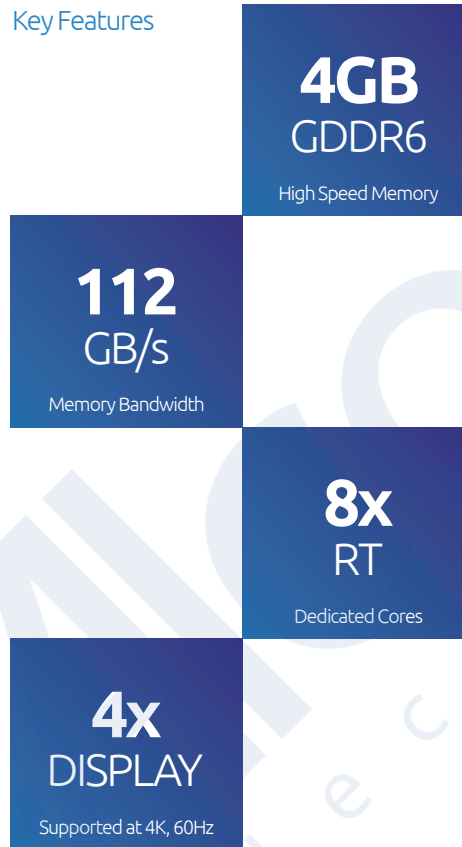 Key Features
4GB
GDDR6
High Speed Memory
112
GB/s
Memory Bandwidth
8x
RT
Dedicated Cores
4x
DISPLAY
Supported at 4K, 60Hz